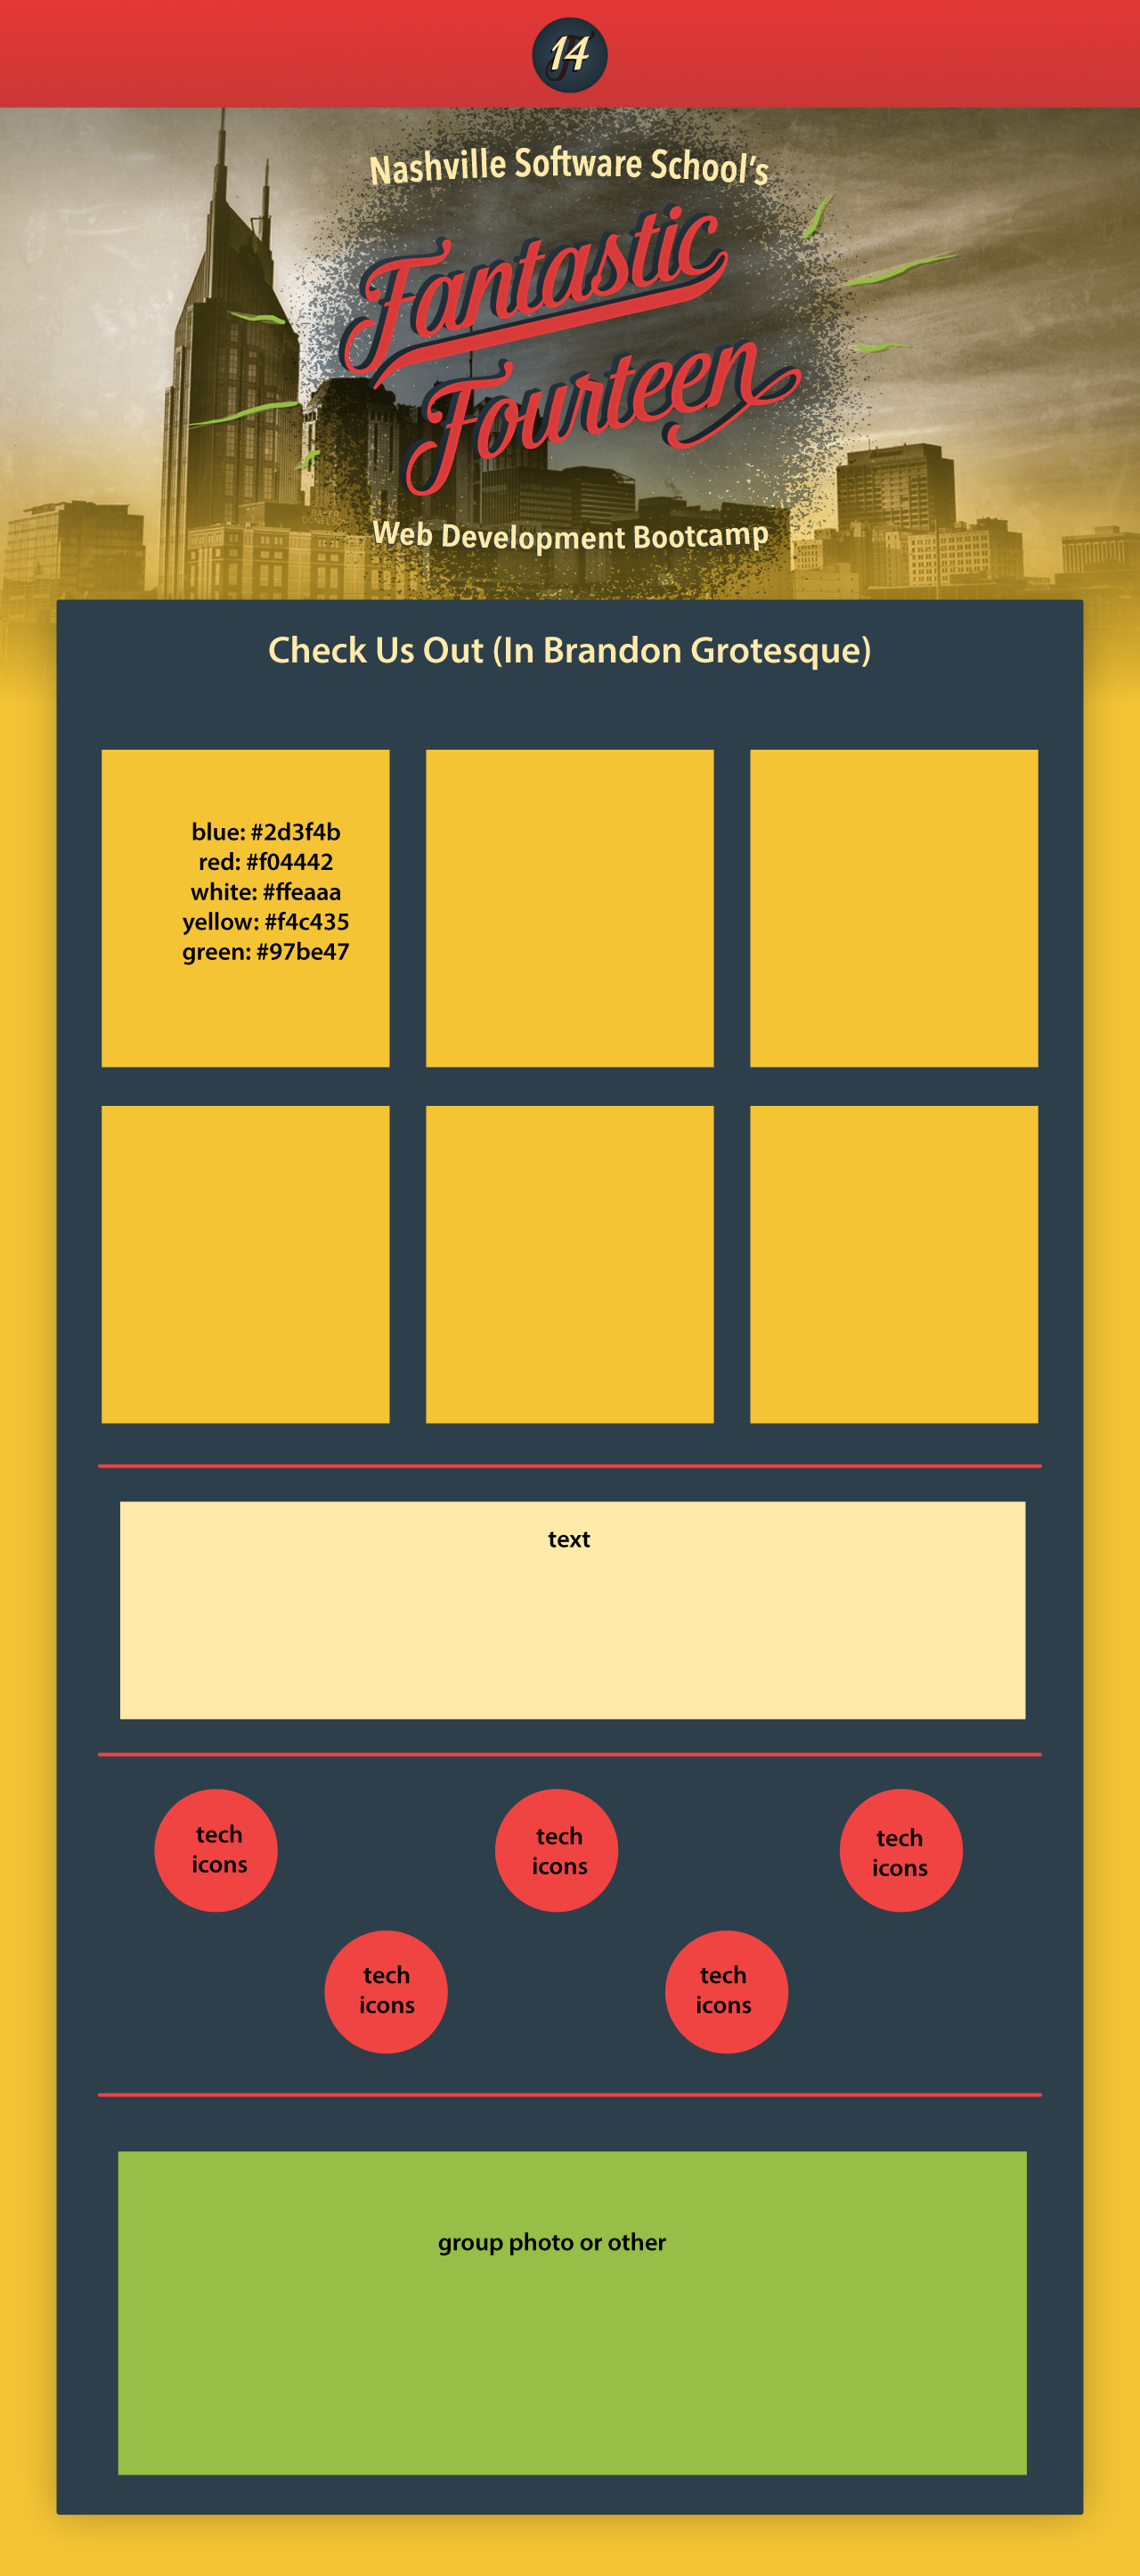 14
Nashville Software School's
Fantastic
Fourteen
Web Development Bootcamp
Check Us Out (In Brandon Grotesque)
blue: #2d3f4b
red: #f04442
white: #ffeaaa
yellow: #f4c435
green: #97be47
text
tech
icons
tech
icons
tech
icons
tech
icons
tech
icons
group photo or other